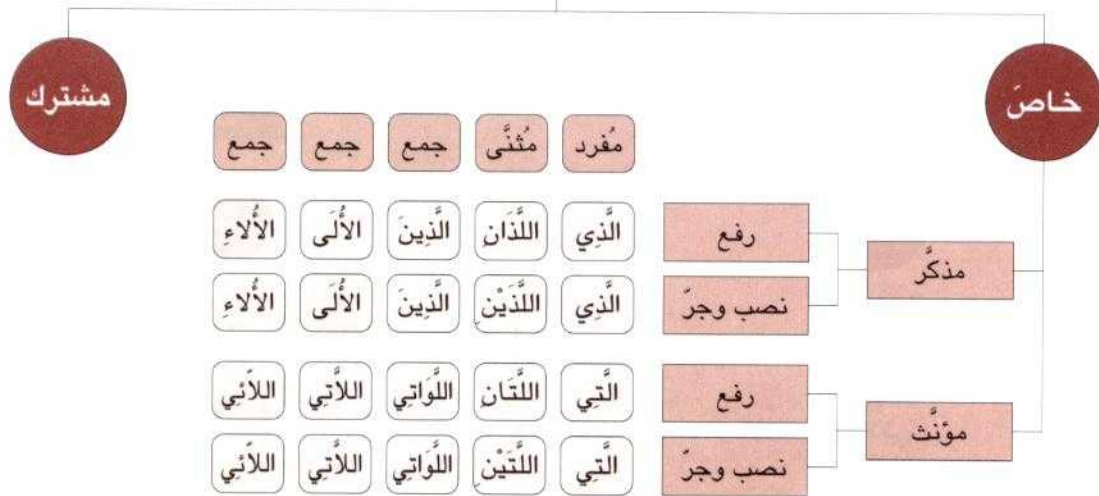 خاصّ
مشترك
مُفرد مُثنَّى جمع جمع جمع
رفع الَّذِي اللَّذَانِ الَّذِينَ الأُلَى الأُلاءِ
مذكَّر
نصب وجرّ الَّذِي اللَّذَيْنِ الَّذِينَ الأُلَى الأُلاءِ
رفع الَّتِي اللَّتَانِ اللَّوَاتي اللاَّتِي اللاَّئِي
مؤنَّث
نصب وجرّ الَّتِي اللَّتَيْنِ اللَّوَاتي اللاَّتِي اللاَّئِي